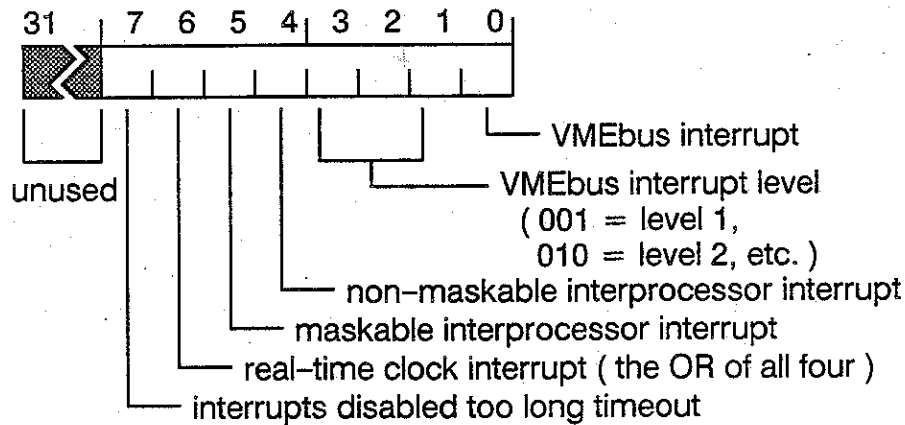 31 7 6 5 4 3 2 1 0
VMEbus interrupt
unused
VMEbus interrupt level
( 001 = level 1,
010 = level 2, etc. )
non–maskable interprocessor interrupt
maskable interprocessor interrupt
real–time clock interrupt ( the OR of all four )
interrupts disabled too long timeout